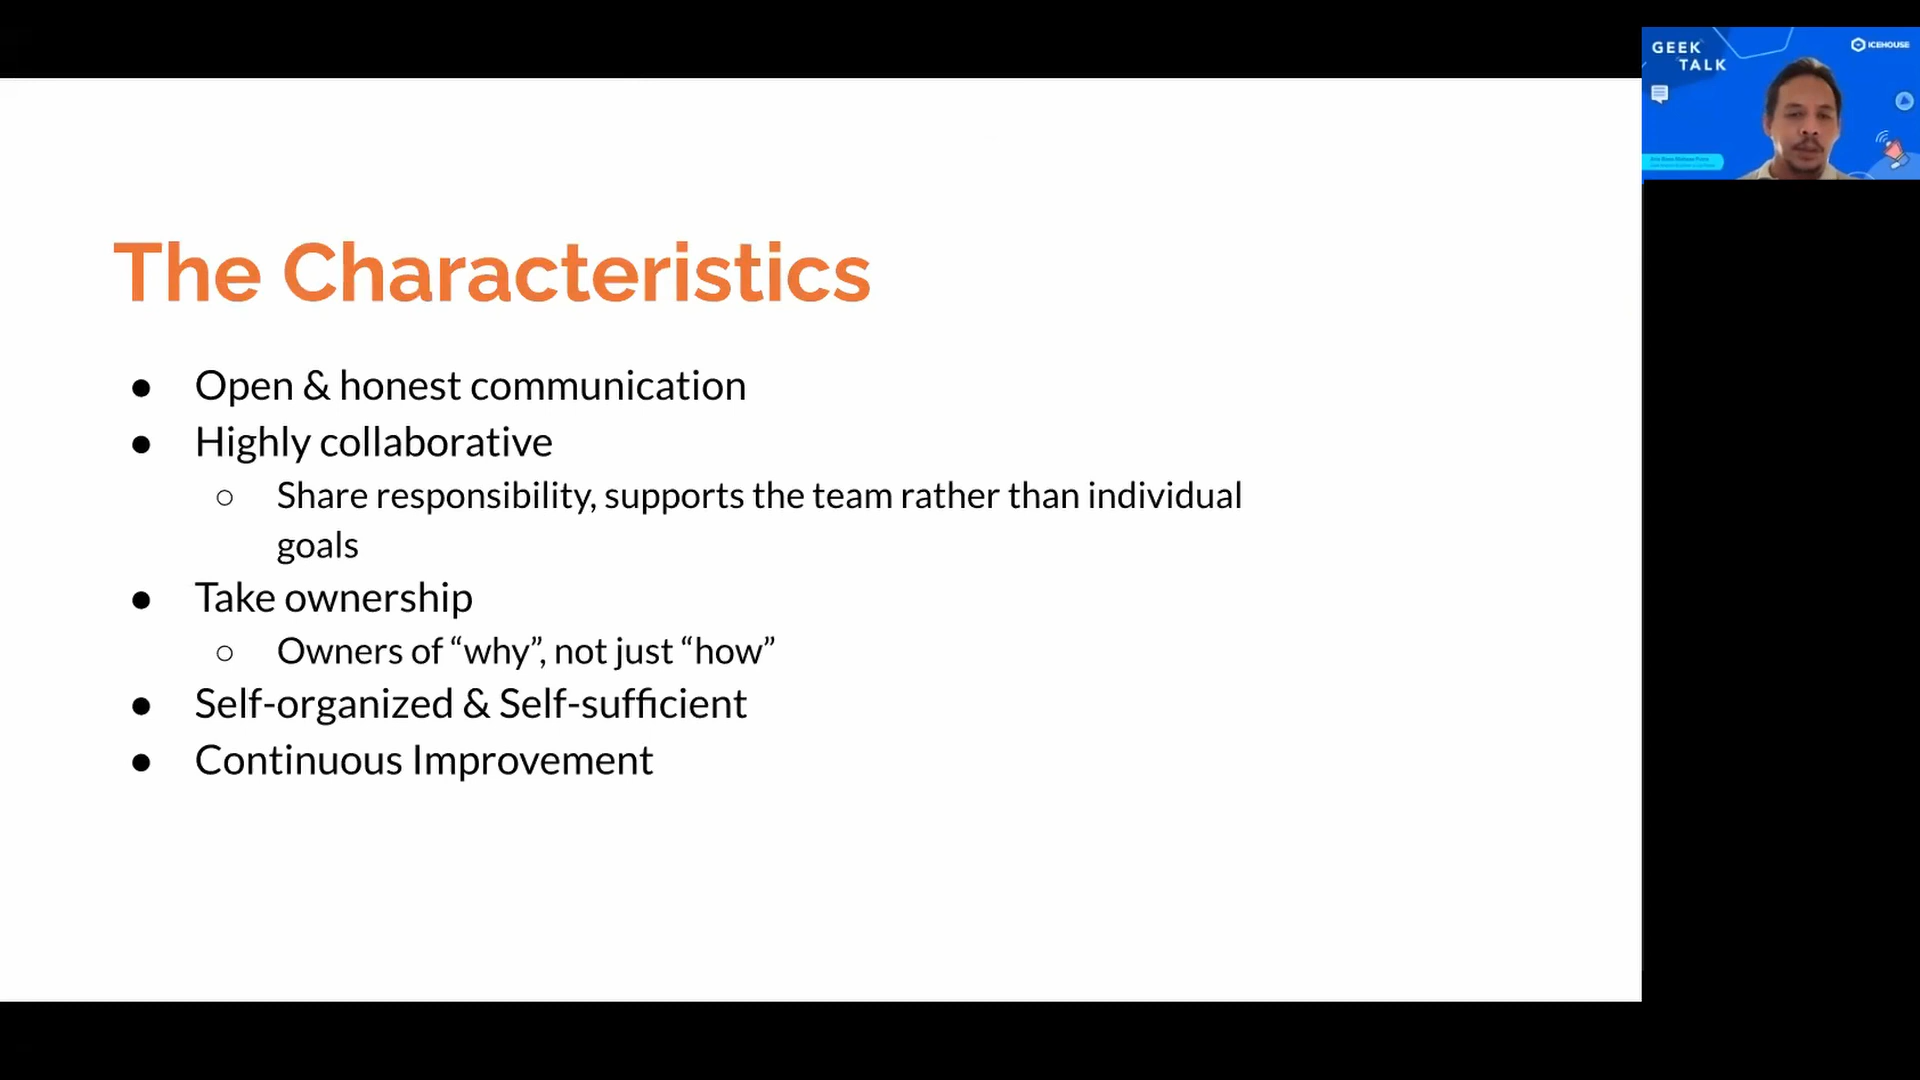 The Characteristics
● Open & honest communication
● Highly collaborative
○ Share responsibility, supports the team rather than individual
goals
● Take ownership
○ Owners of “why”, not just “how”
● Self-organized & Self-sufficient
● Continuous Improvement
GEEK
TALK
ICEHOUSE